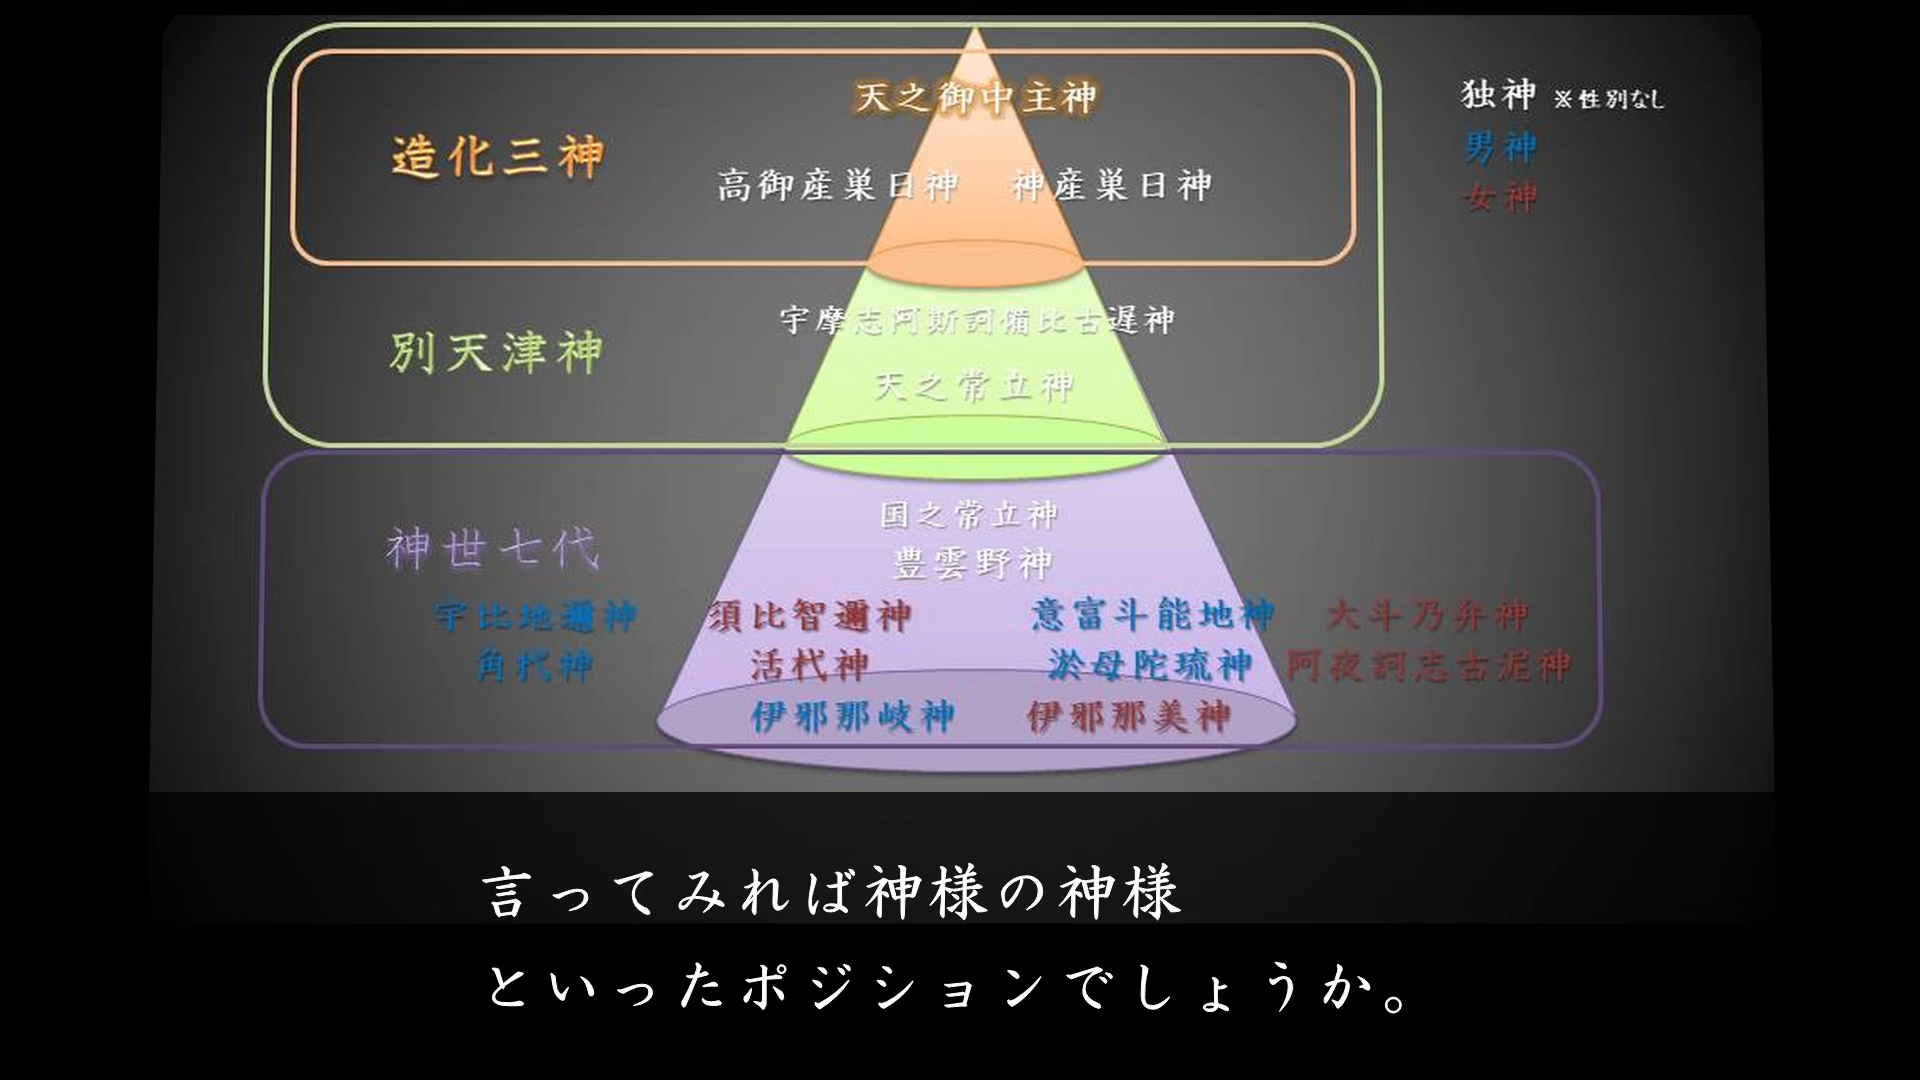 天之御中主神
独神 ※性別なし
造化三神
高御産巣日神 神産巣日神
男神
女神
宇摩志阿斯訶備比古遅神
別天津神
天之常立神
国之常立神
神世七代
豊雲野神
宇比地邇神 須比智邇神 意富斗能地神 大斗乃弁神
角杙神 活杙神 淤母陀琉神 阿夜訶志古泥神
伊邪那岐神 伊邪那美神
言ってみれば神様の神様
といったポジションでしょうか。